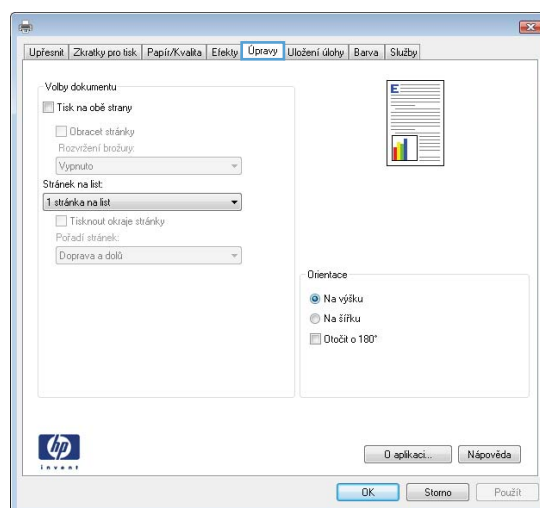 Upřesnit Zkratky pro tisk Papír/Kvalita Efekty Úpravy Uložení úlohy Barva Služby
Volby dokumentu
Tisk na obě strany
Obracet stránky
Rozvržení brožury:
Vypnuto
Stránek na list:
1 stránka na list
Tisknout okraje stránky
Pořadí stránek:
Doprava a dolů
E
Orientace
Na výšku
Na šířku
Otočit o 180°
hp
invent
O aplikaci... Nápověda
OK Storno Použít